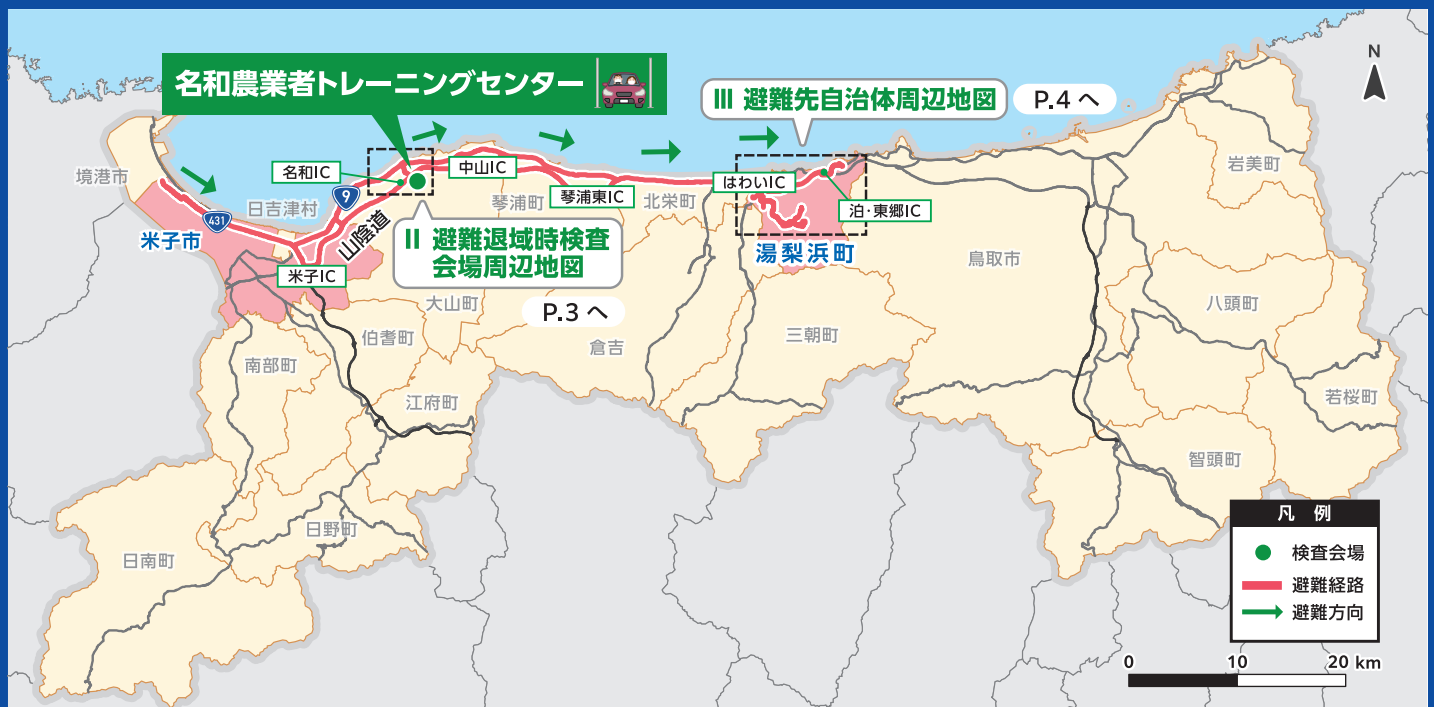 名和農業者トレーニングセンター
III 避難先自治体周辺地図
P.4 へ
N
境港市
名和IC
中山IC
岩美町
日吉津村
9
琴浦町
琴浦東IC
北栄町
はわいIC
泊・東郷IC
431
米子市
山陰道
II 避難退域時検査
会場周辺地図
湯梨浜町
鳥取市
米子IC
大山町
P.3 へ
八頭町
伯耆町
倉吉
三朝町
南部町
江府町
若桜町
智頭町
日野町
日南町
凡 例
検査会場
避難経路
避難方向
0 10 20 km